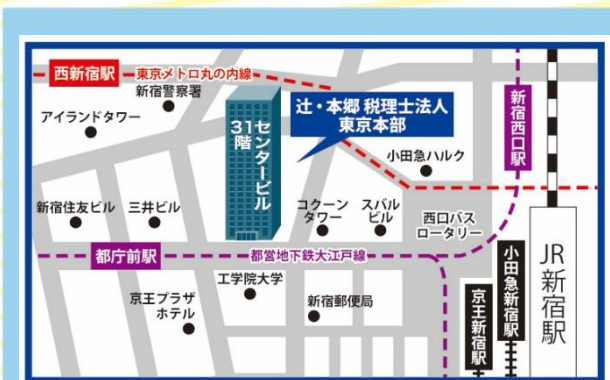 西新宿駅
東京メトロ丸の内線
新宿警察署
アイランドタワー
センタービル
31階
辻・本郷 税理士法人
東京本部
小田急ハルク
新宿西口駅
新宿住友ビル
三井ビル
コクーン
タワー
スバル
ビル
西口バス
ロータリー
都庁前駅
都営地下鉄大江戸線
工学院大学
京王プラザ
ホテル
新宿郵便局
京王新宿駅
小田急新宿駅
JR新宿駅